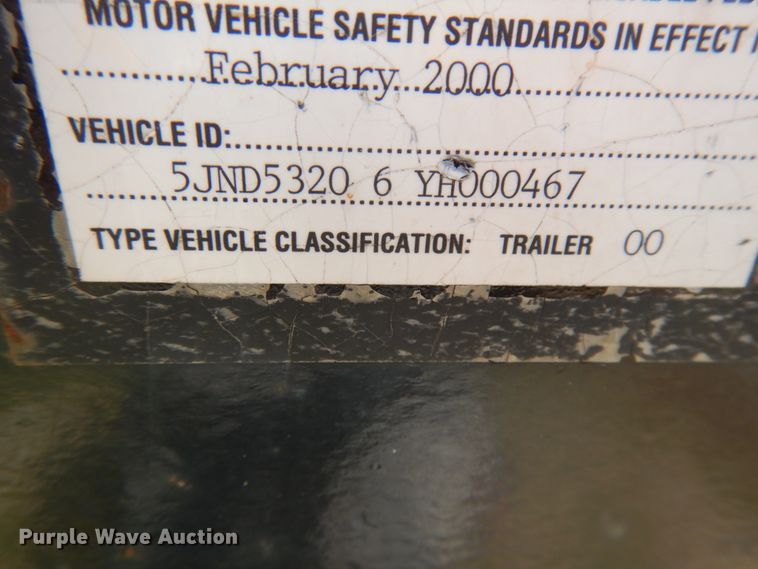 MOTOR VEHICLE SAFETY STANDARDS IN EFFECT
February 2000
VEHICLE ID:
5JND5320 6 YH000467
TYPE VEHICLE CLASSIFICATION: TRAILER 00
Purple Wave Auction